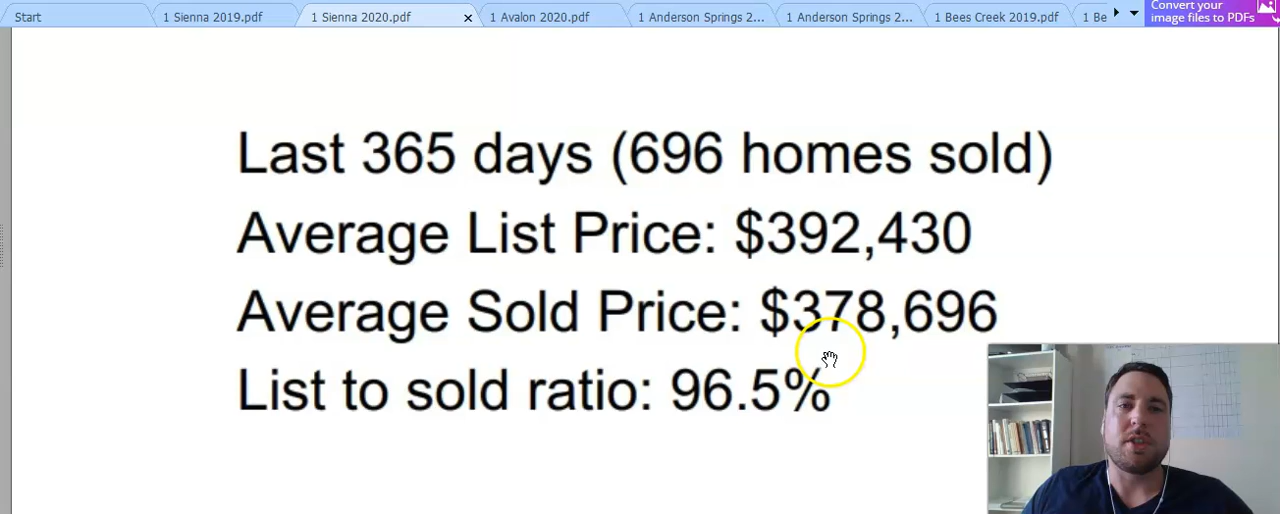 Start
1 Sienna 2019.pdf
1 Sienna 2020.pdf
1 Avalon 2020.pdf
1 Anderson Springs 2...
1 Anderson Springs 2...
1 Bees Creek 2019.pdf
1 Be
Convert your
image files to PDFs
Last 365 days (696 homes sold)
Average List Price: $392,430
Average Sold Price: $378,696
List to sold ratio: 96.5%